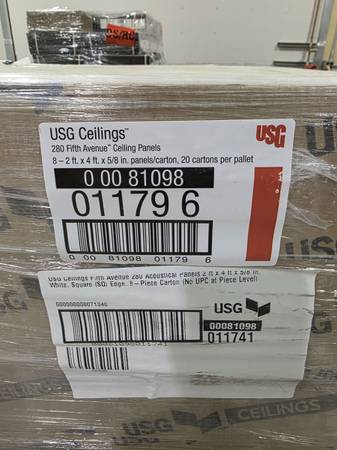 USG Ceilings™
280 Fifth Avenue™ Ceiling Panels
8 – 2 ft. x 4 ft. x 5/8 in. panels/carton, 20 cartons per pallet
USG
0 00 81098
01179 6
0 00 81098 01179 6
USG Ceilings Fifth Avenue 280 Acoustical Panels 2 ft x 4 ft x 5/8 in.
White, Square (SQ) Edge, 8-Piece Carton (No UPC at Piece Level)
USG
00081098
011741
USG
CEILINGS